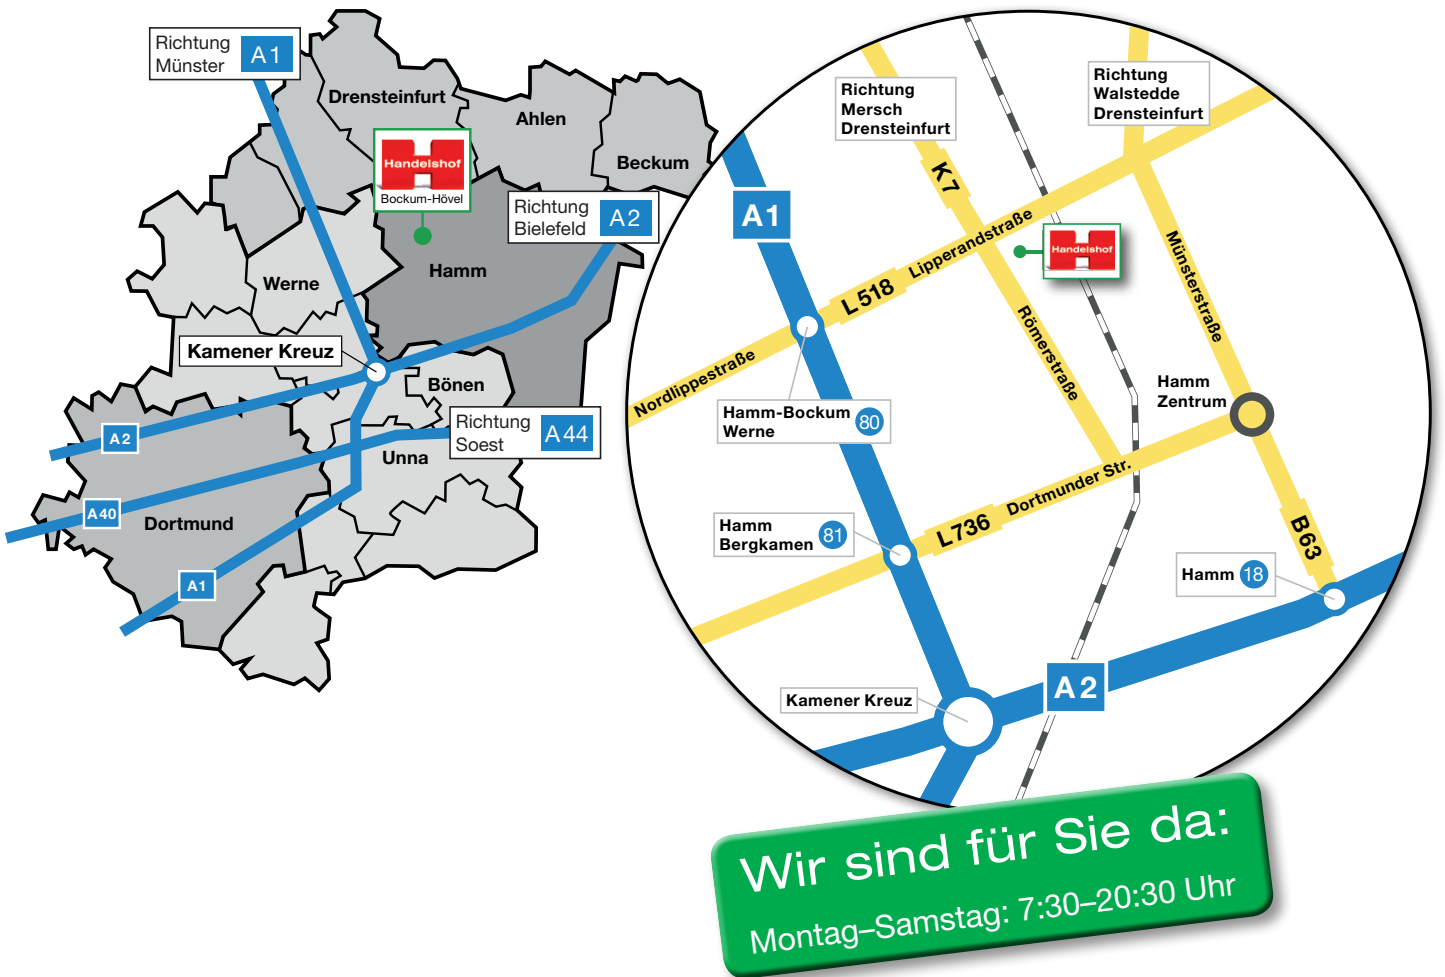 Richtung
Münster
A1
Drensteinfurt
Ahlen
Beckum
Handelshof
Bockum-Hövel
Richtung
Bielefeld
A2
Hamm
Werne
Kamener Kreuz
Bönen
Richtung
Soest
A44
A2
Unna
A40
Dortmund
A1
Richtung
Mersch
Drensteinfurt
Richtung
Walstedde
Drensteinfurt
K7
A1
Lipperandstraße
L518
Handelshof
Münsterstraße
Römerstraße
Nordlippestraße
Hamm
Zentrum
Hamm-Bockum
Werne
80
Dortmunder Str.
L736
Hamm
Bergkamen
81
B63
Hamm 18
A2
Kamener Kreuz
Wir sind für Sie da:
Montag–Samstag: 7:30–20:30 Uhr